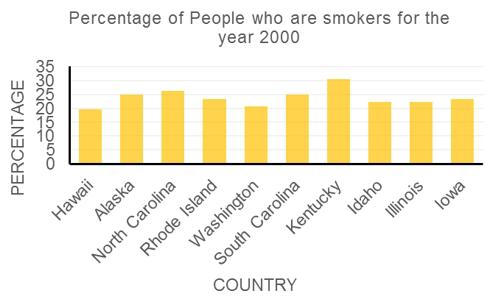 Percentage of People who are smokers for the
year 2000
PERCENTAGE
35
30
25
20
15
10
5
0
Hawaii
Alaska
North Carolina
Rhode Island
Washington
South Carolina
Kentucky
Idaho
Illinois
Iowa
COUNTRY